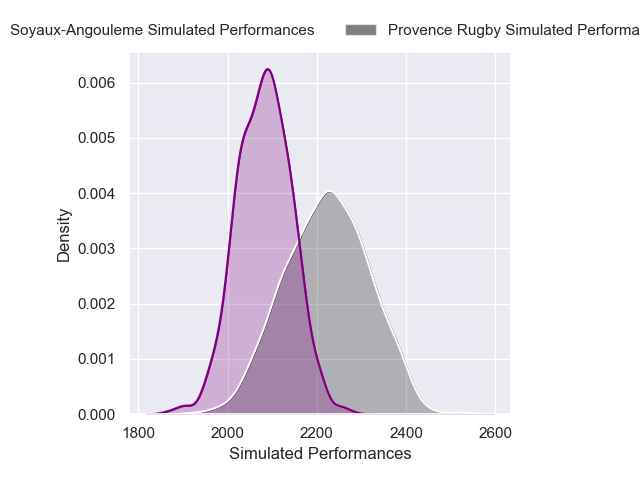 Soyaux-Angouleme Simulated Performances
Provence Rugby Simulated Performa
0.006
0.005
0.004
0.003
0.002
0.001
0.000
Density
1800 2000 2200 2400 2600
Simulated Performances